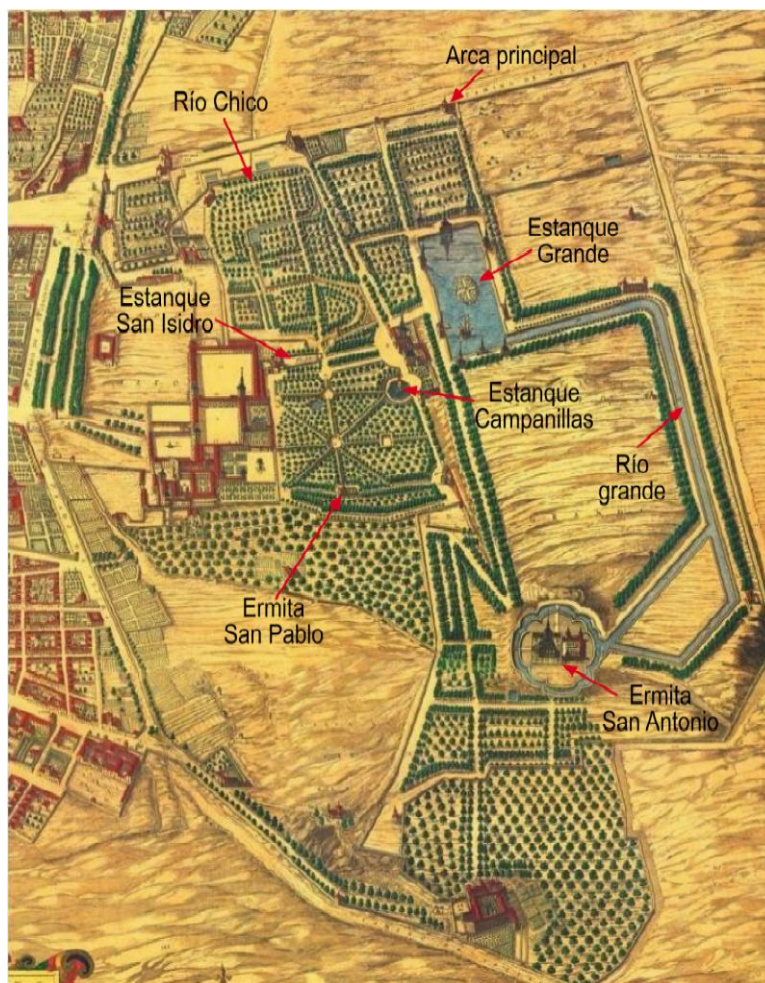 Arca principal
Río Chico
Estanque
Grande
Estanque
San Isidro
Estanque
Campanillas
Río
grande
Ermita
San Pablo
Ermita
San Antonio